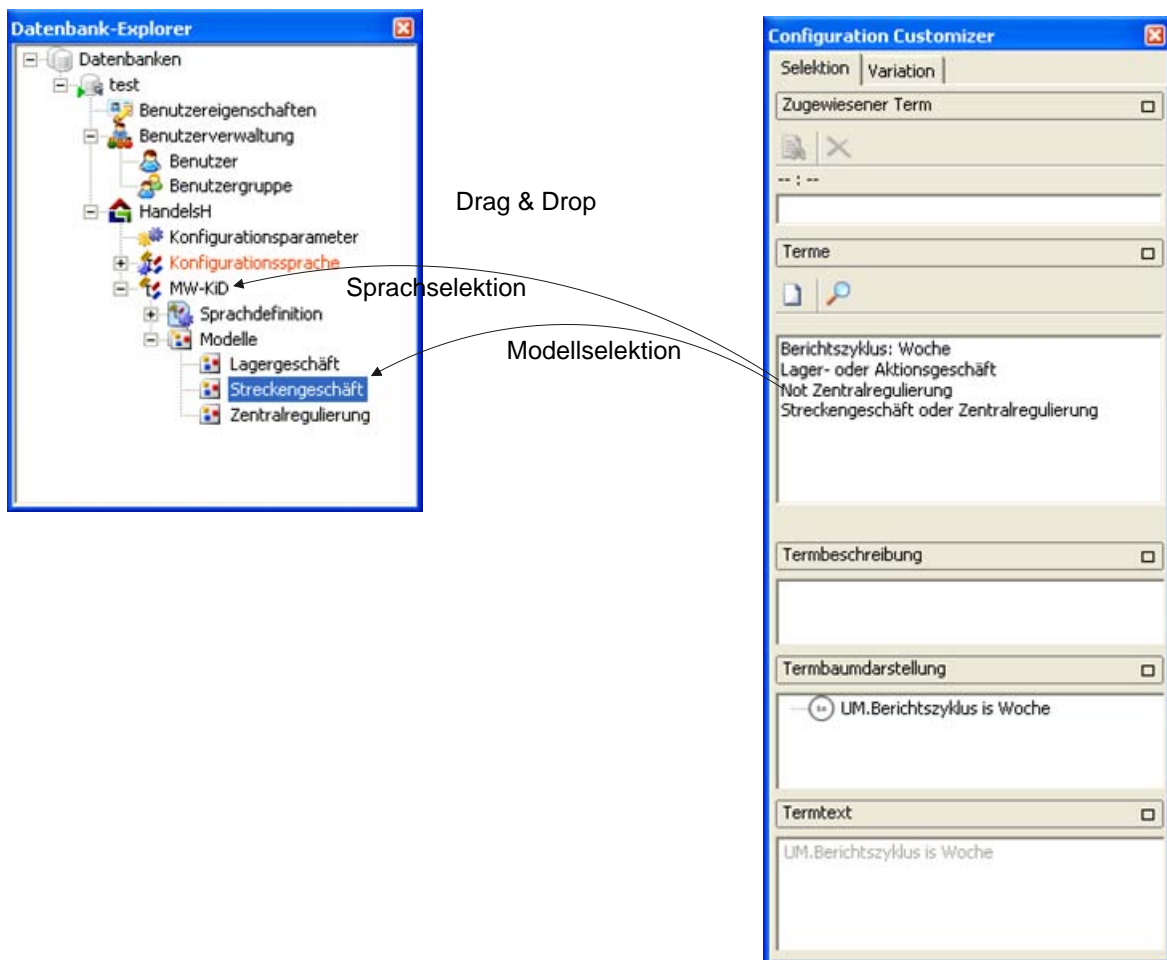 Datenbank-Explorer
Datenbanken
test
Benutzereigenschaften
Benutzerverwaltung
Benutzer
Benutzergruppe
HandelsH
Konfigurationsparameter
Konfigurationssprache
MW-KiD
Sprachdefinition
Modelle
Lagergeschäft
Streckengeschäft
Zentralregulierung
Drag & Drop
Sprachselektion
Modellselektion
Configuration Customizer
Selektion Variation
Zugewiesener Term
-- : --
Terme
Berichtszyklus: Woche
Lager- oder Aktionsgeschäft
Not Zentralregulierung
Streckengeschäft oder Zentralregulierung
Termbeschreibung
Termbaumdarstellung
UM.Berichtszyklus is Woche
Termtext
UM.Berichtszyklus is Woche